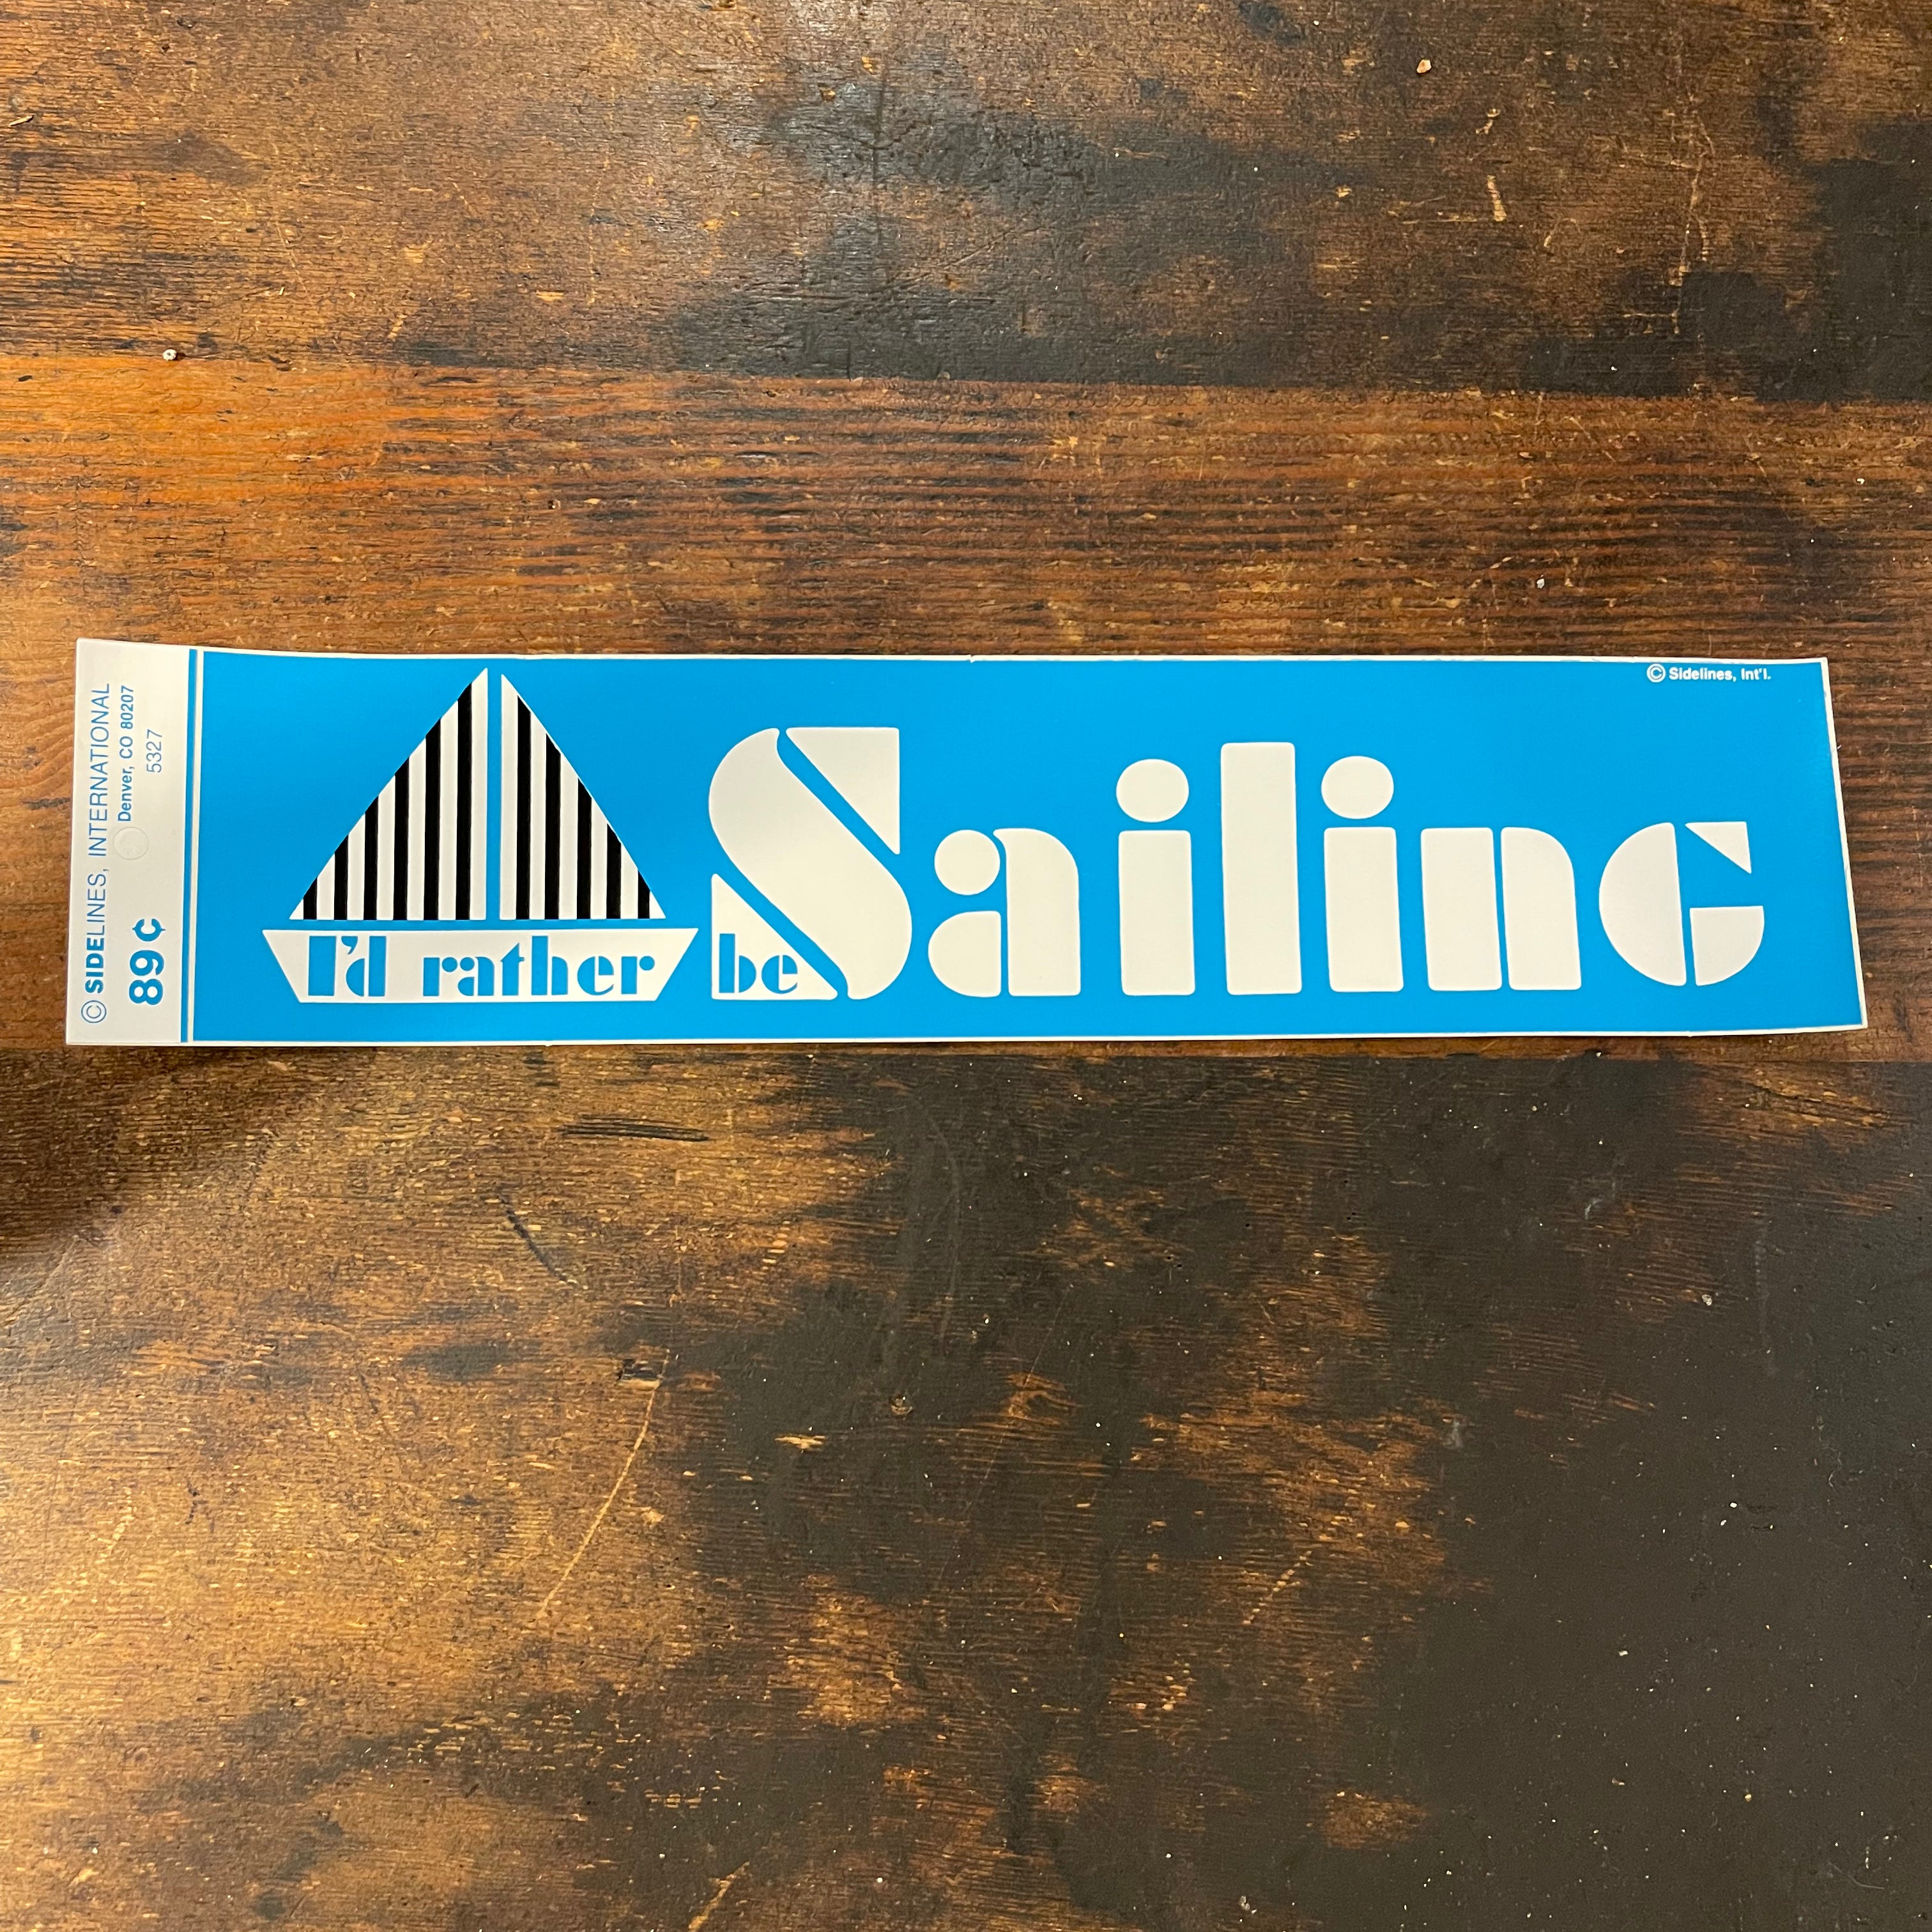 © SIDELINES, INTERNATIONAL
Denver, CO 80207
5327
89¢
I'd rather be Sailing
© Sidelines, Int'l.